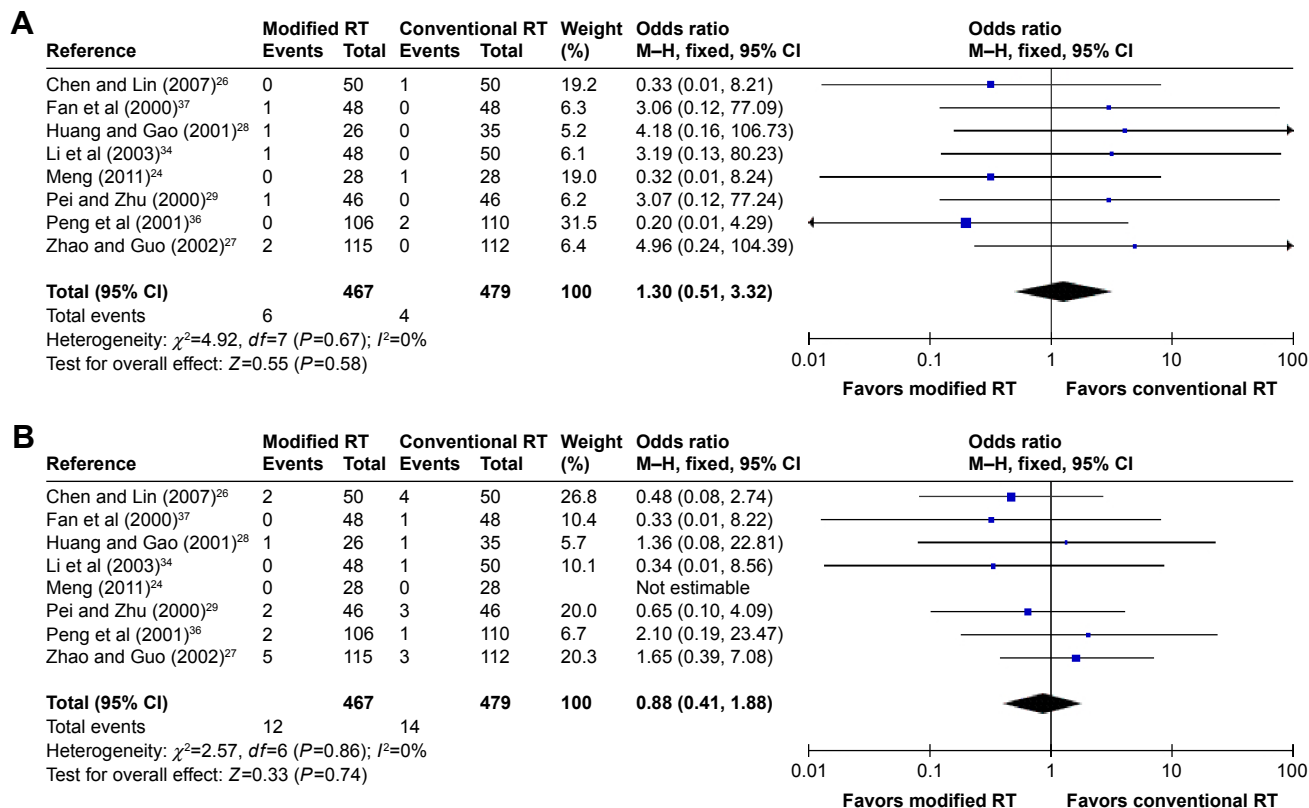 A
Modified RT Conventional RT Weight Odds ratio Odds ratio
Reference Events Total Events Total (%) M–H, fixed, 95% CI M–H, fixed, 95% CI
Chen and Lin (2007)26 0 50 1 50 19.2 0.33 (0.01, 8.21)
Fan et al (2000)37 1 48 0 48 6.3 3.06 (0.12, 77.09)
Huang and Gao (2001)28 1 26 0 35 5.2 4.18 (0.16, 106.73)
Li et al (2003)34 1 48 0 50 6.1 3.19 (0.13, 80.23)
Meng (2011)24 0 28 1 28 19.0 0.32 (0.01, 8.24)
Pei and Zhu (2000)29 1 46 0 46 6.2 3.07 (0.12, 77.24)
Peng et al (2001)36 0 106 2 110 31.5 0.20 (0.01, 4.29)
Zhao and Guo (2002)27 2 115 0 112 6.4 4.96 (0.24, 104.39)
Total (95% CI) 467 479 100 1.30 (0.51, 3.32)
Total events 6 4
Heterogeneity: χ2=4.92, df=7 (P=0.67); I2=0%
Test for overall effect: Z=0.55 (P=0.58)
0.01 0.1 1 10 100
Favors modified RT Favors conventional RT
B
Modified RT Conventional RT Weight Odds ratio Odds ratio
Reference Events Total Events Total (%) M–H, fixed, 95% CI M–H, fixed, 95% CI
Chen and Lin (2007)26 2 50 4 50 26.8 0.48 (0.08, 2.74)
Fan et al (2000)37 0 48 1 48 10.4 0.33 (0.01, 8.22)
Huang and Gao (2001)28 1 26 1 35 5.7 1.36 (0.08, 22.81)
Li et al (2003)34 0 48 1 50 10.1 0.34 (0.01, 8.56)
Meng (2011)24 0 28 0 28 Not estimable
Pei and Zhu (2000)29 2 46 3 46 20.0 0.65 (0.10, 4.09)
Peng et al (2001)36 2 106 1 110 6.7 2.10 (0.19, 23.47)
Zhao and Guo (2002)27 5 115 3 112 20.3 1.65 (0.39, 7.08)
Total (95% CI) 467 479 100 0.88 (0.41, 1.88)
Total events 12 14
Heterogeneity: χ2=2.57, df=6 (P=0.86); I2=0%
Test for overall effect: Z=0.33 (P=0.74)
0.01 0.1 1 10 100
Favors modified RT Favors conventional RT